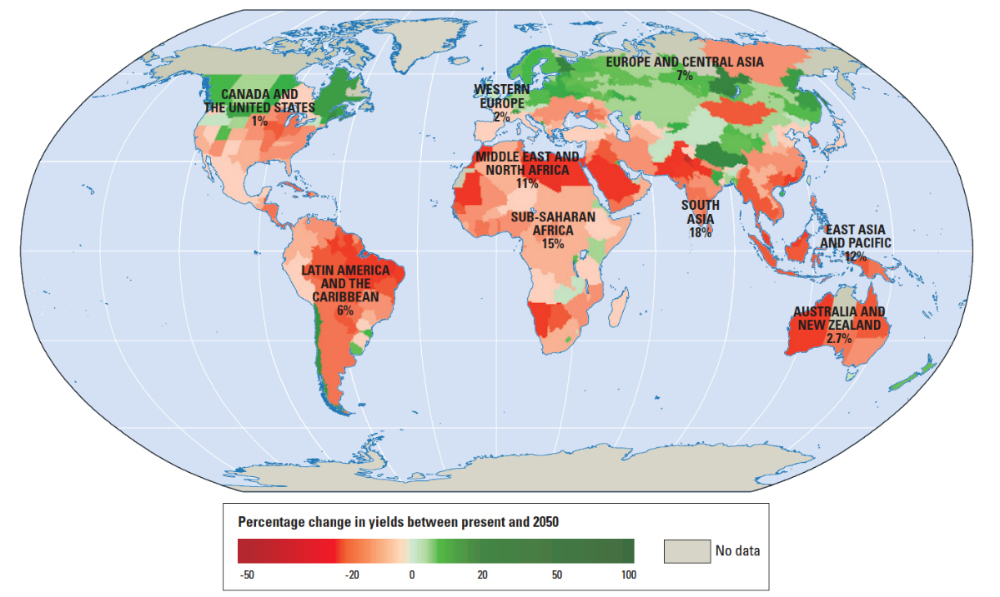 EUROPE AND CENTRAL ASIA
7%
WESTERN
EUROPE
2%
CANADA AND
THE UNITED STATES
1%
MIDDLE EAST AND
NORTH AFRICA
11%
SUB-SAHARAN
AFRICA
15%
SOUTH
ASIA
18%
EAST ASIA
AND PACIFIC
12%
LATIN AMERICA
AND THE
CARIBBEAN
6%
AUSTRALIA AND
NEW ZEALAND
2.7%
Percentage change in yields between present and 2050
-50 -20 0 20 50 100
No data